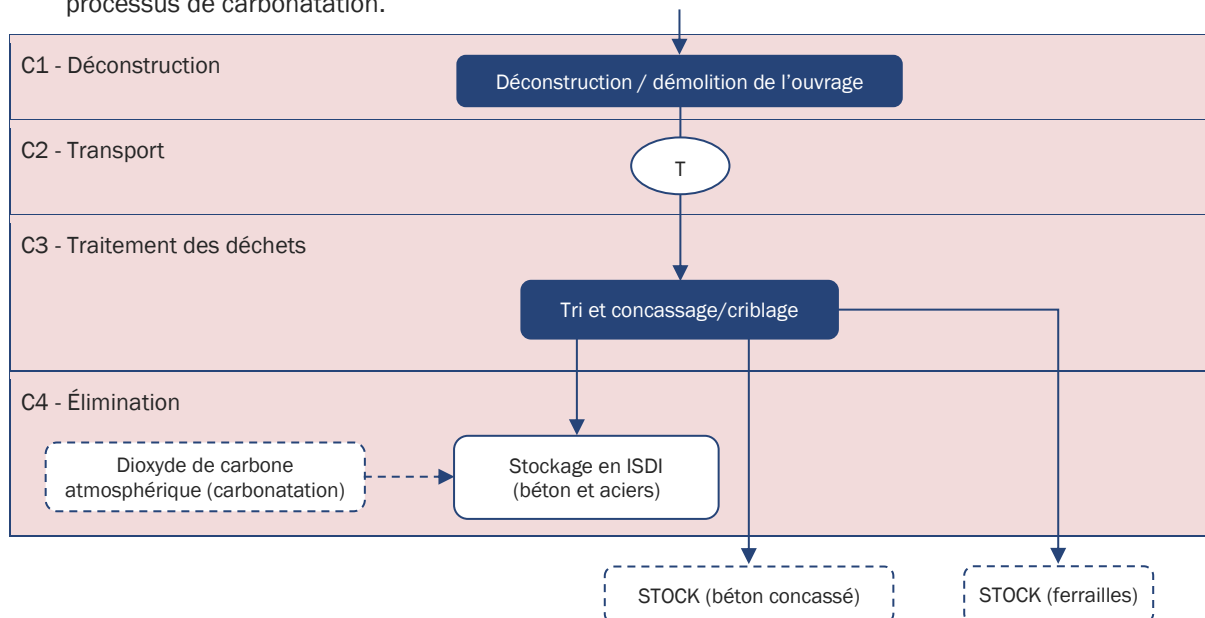 processus de carbonatation.
C1 - Déconstruction
Déconstruction / démolition de l'ouvrage
C2 - Transport
T
C3 - Traitement des déchets
Tri et concassage/criblage
C4 - Élimination
Dioxyde de carbone
atmosphérique (carbonatation)
Stockage en ISDI
(béton et aciers)
STOCK (béton concassé)
STOCK (ferrailles)